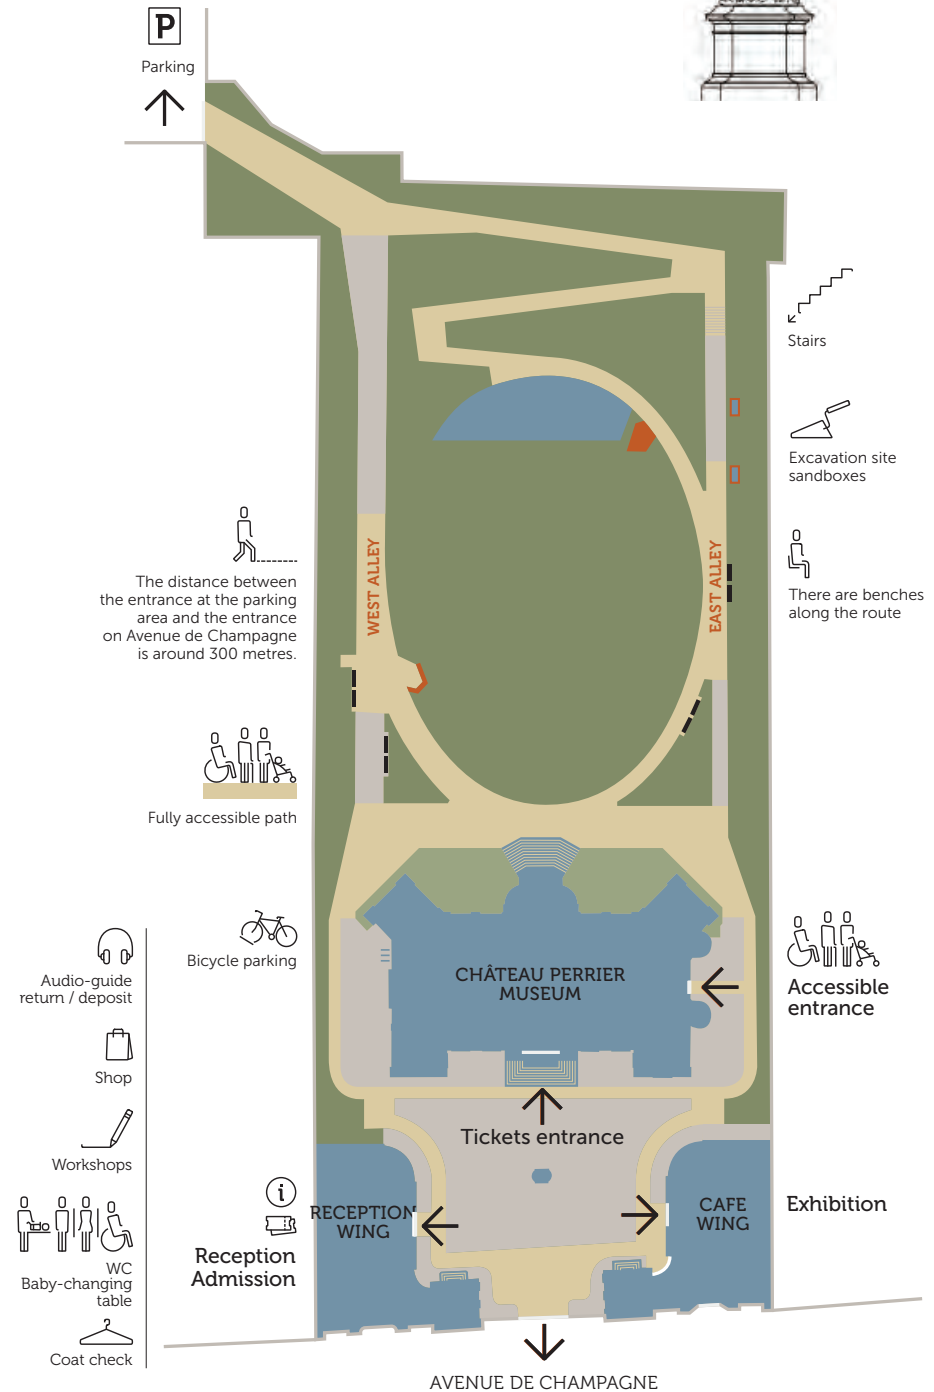 P
Parking
Stairs
Excavation site
sandboxes
WEST ALLEY
EAST ALLEY
The distance between
the entrance at the parking
area and the entrance
on Avenue de Champagne
is around 300 metres.
There are benches
along the route
Fully accessible path
Bicycle parking
Audio-guide
return / deposit
CHÂTEAU PERRIER
MUSEUM
Accessible
entrance
Shop
Tickets entrance
Workshops
i
RECEPTION
WING
CAFE
WING
Exhibition
Reception
Admission
WC
Baby-changing
table
Coat check
AVENUE DE CHAMPAGNE